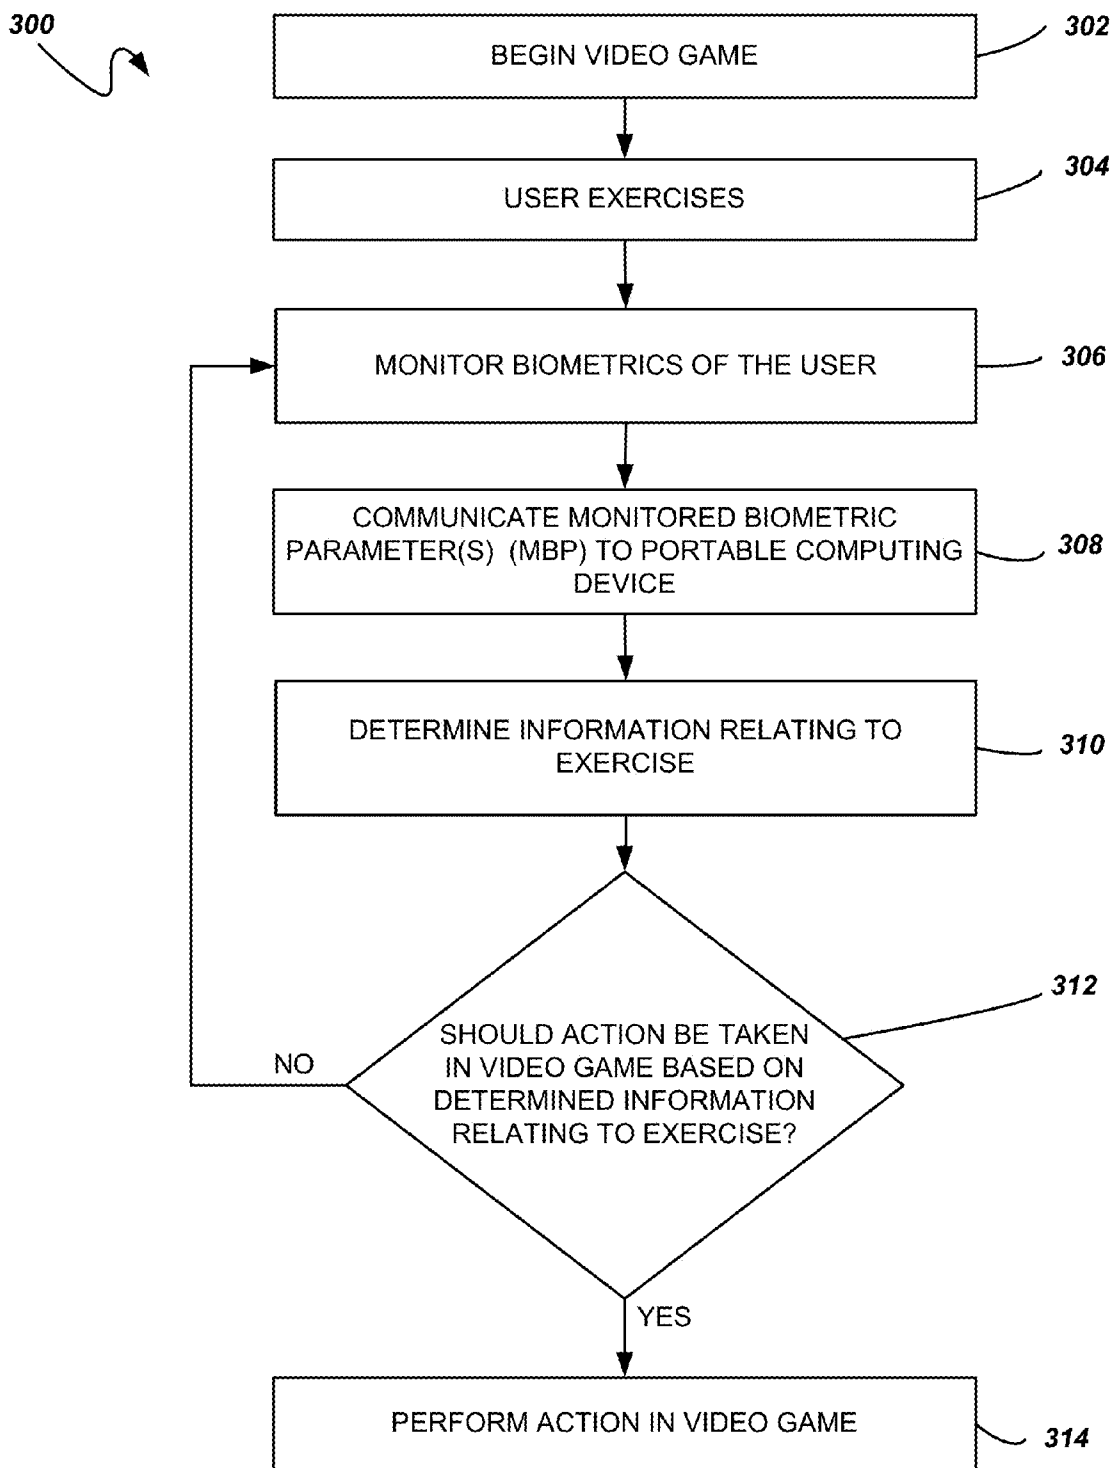 300
BEGIN VIDEO GAME
302
USER EXERCISES
304
MONITOR BIOMETRICS OF THE USER
306
COMMUNICATE MONITORED BIOMETRIC
PARAMETER(S) (MBP) TO PORTABLE COMPUTING
DEVICE
308
DETERMINE INFORMATION RELATING TO
EXERCISE
310
SHOULD ACTION BE TAKEN
IN VIDEO GAME BASED ON
DETERMINED INFORMATION
RELATING TO EXERCISE?
312
NO
YES
PERFORM ACTION IN VIDEO GAME
314